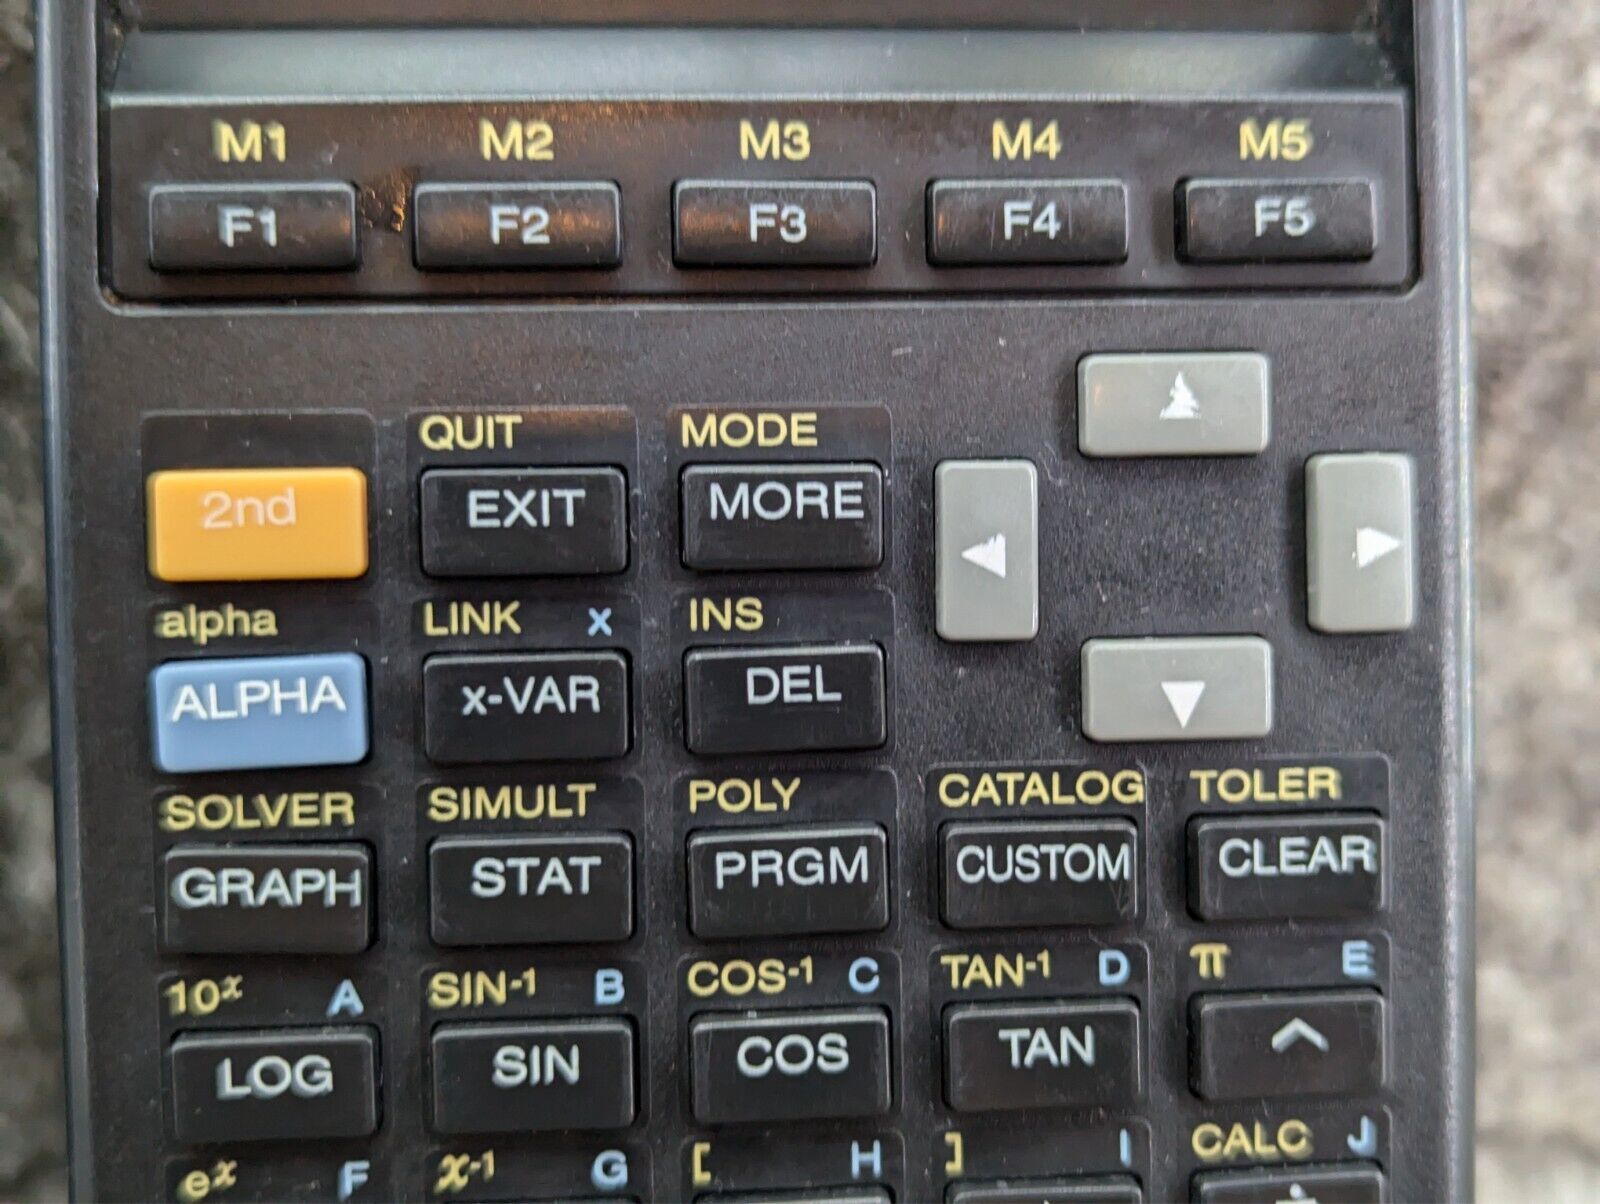 M1 M2 M3 M4 M5
F1 F2 F3 F4 F5
QUIT MODE
2nd EXIT MORE
alpha LINK x INS
ALPHA x-VAR DEL
SOLVER SIMULT POLY CATALOG TOLER
GRAPH STAT PRGM CUSTOM CLEAR
10ˣ A SIN⁻¹ B COS⁻¹ C TAN⁻¹ D π E
LOG SIN COS TAN ^
eˣ F x⁻¹ G [ H ] I CALC J